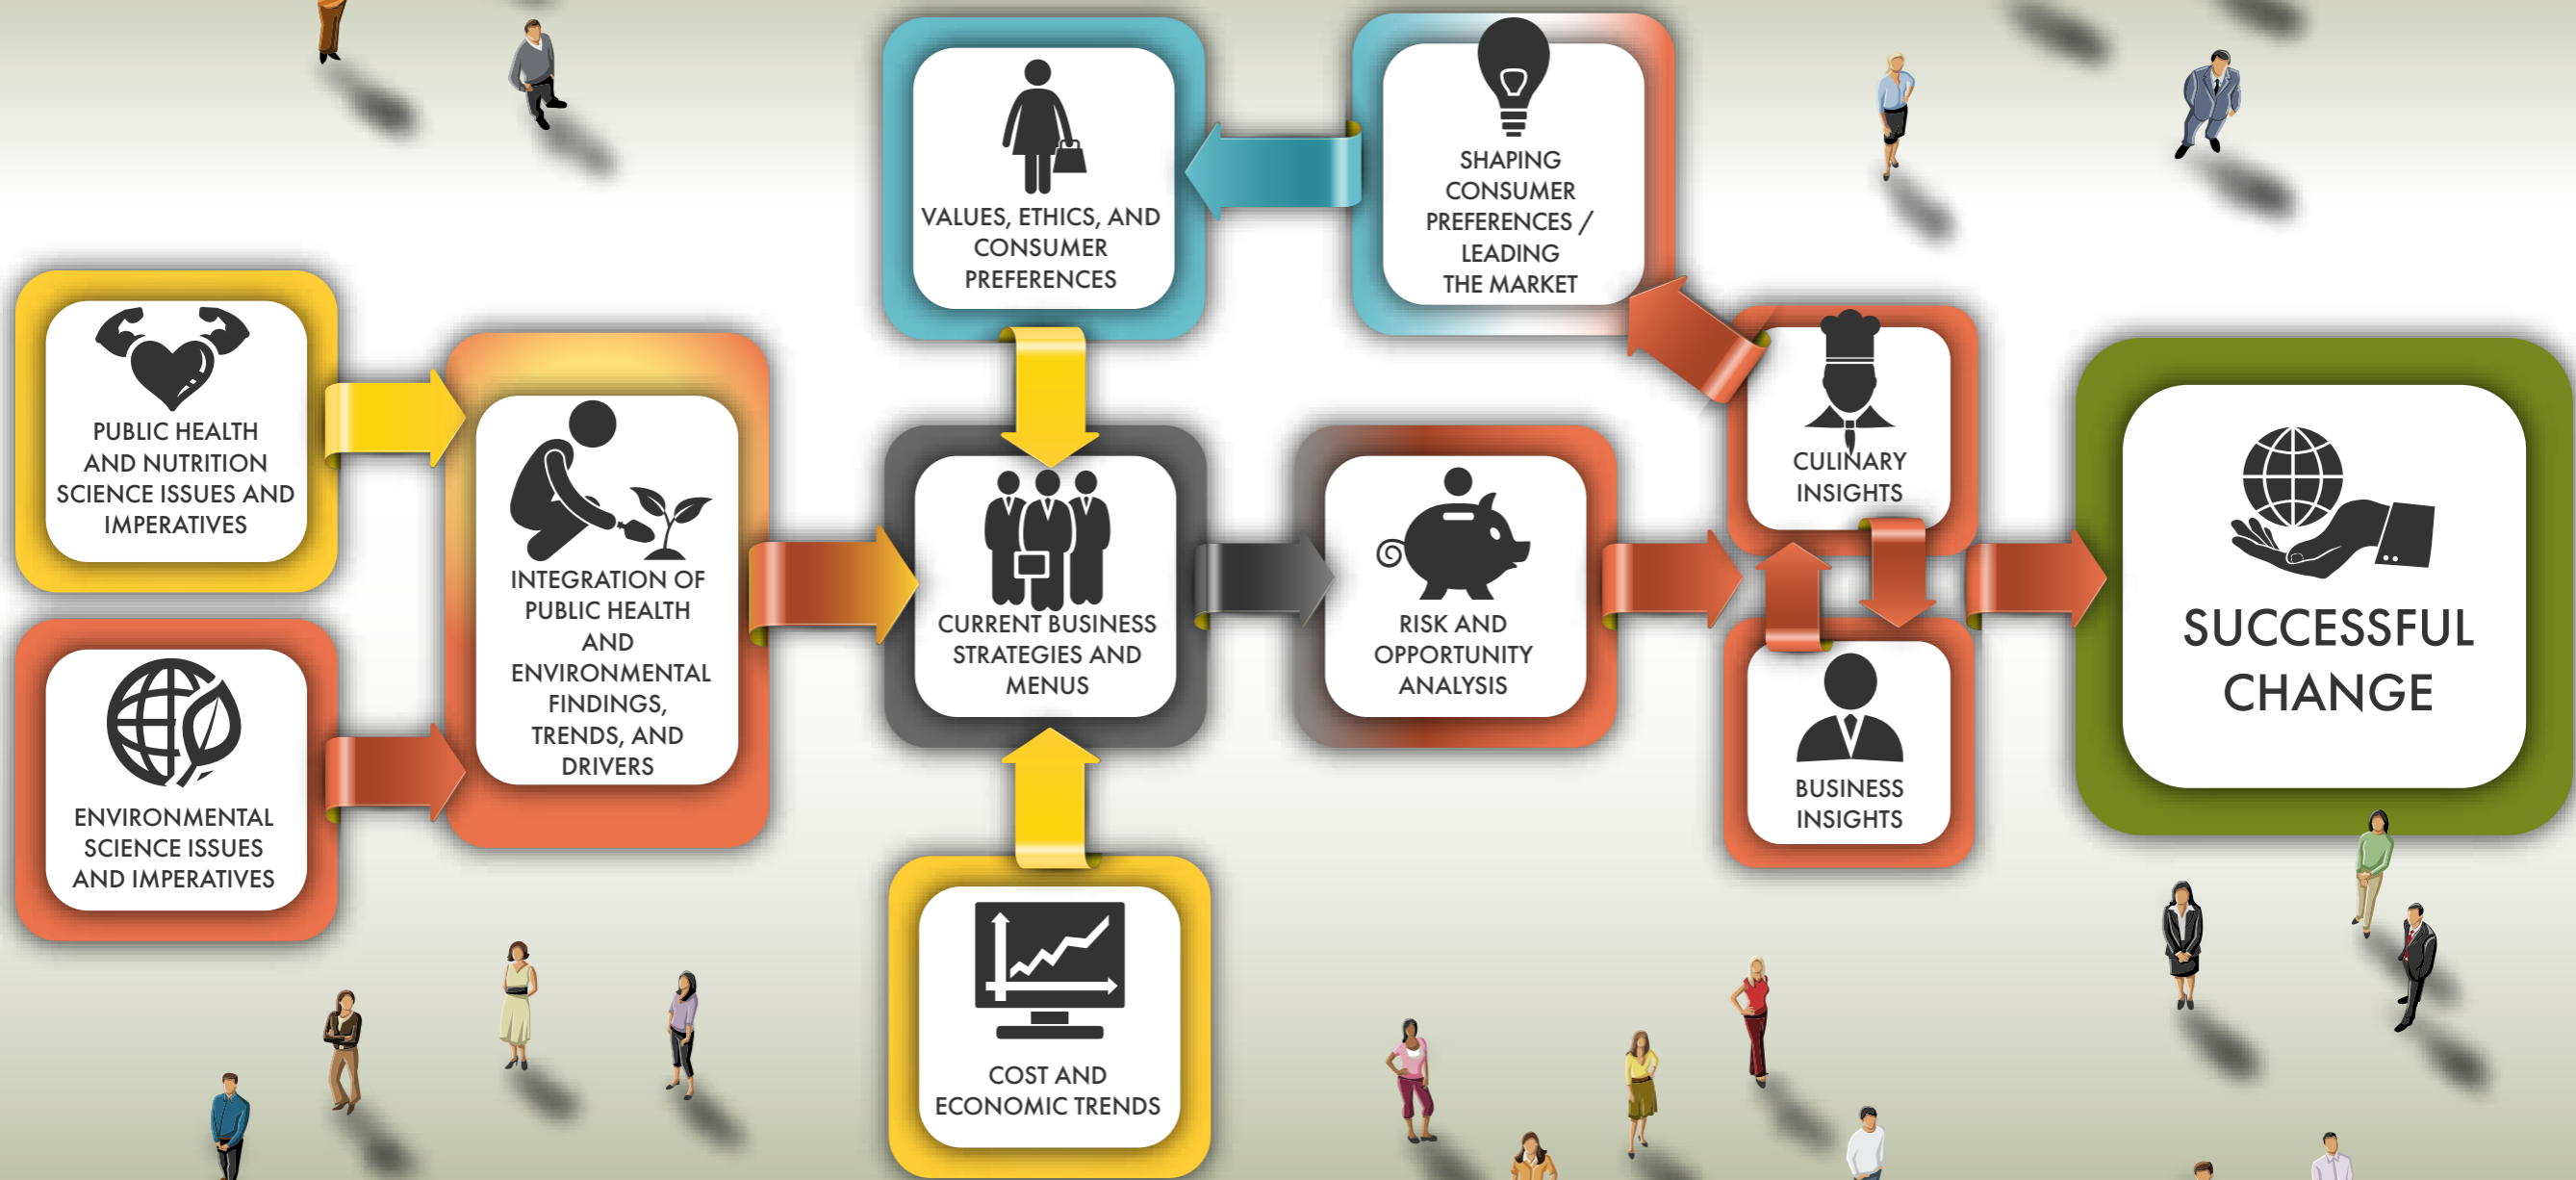 VALUES, ETHICS, AND
CONSUMER
PREFERENCES
SHAPING
CONSUMER
PREFERENCES /
LEADING
THE MARKET
PUBLIC HEALTH
AND NUTRITION
SCIENCE ISSUES AND
IMPERATIVES
ENVIRONMENTAL
SCIENCE ISSUES
AND IMPERATIVES
INTEGRATION OF
PUBLIC HEALTH
AND
ENVIRONMENTAL
FINDINGS,
TRENDS, AND
DRIVERS
CURRENT BUSINESS
STRATEGIES AND
MENUS
RISK AND
OPPORTUNITY
ANALYSIS
CULINARY
INSIGHTS
BUSINESS
INSIGHTS
SUCCESSFUL
CHANGE
COST AND
ECONOMIC TRENDS